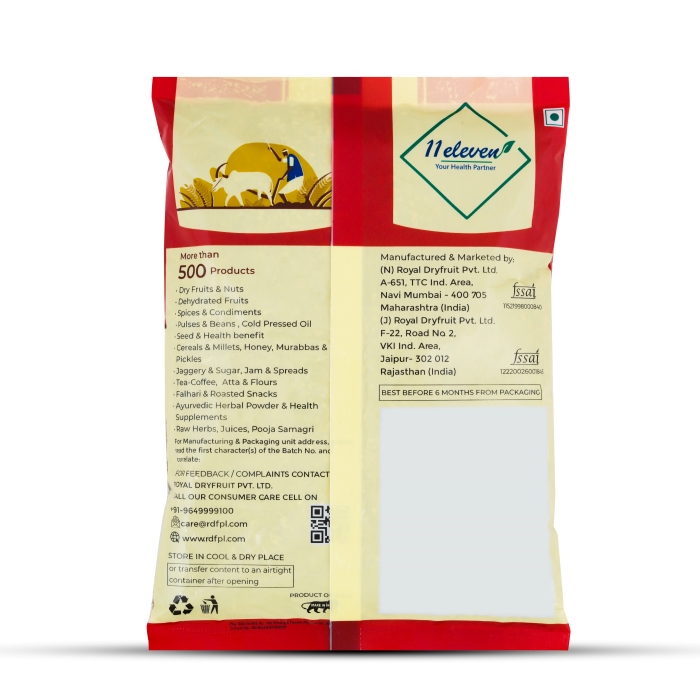 11 eleven
Your Health Partner
More than
500 Products
· Dry Fruits & Nuts
· Dehydrated Fruits
· Spices & Condiments
· Pulses & Beans , Cold Pressed Oil
· Seed & Health benefit
· Cereals & Millets, Honey, Murabbas &
Pickles
· Jaggery & Sugar, Jam & Spreads
· Tea-Coffee, Atta & Flours
· Falhari & Roasted Snacks
· Ayurvedic Herbal Powder & Health
Supplements
· Raw Herbs, Juices, Pooja Samagri
For Manufacturing & Packaging unit address,
read the first character(s) of the Batch No. and
correlate:
FOR FEEDBACK / COMPLAINTS CONTACT
ROYAL DRYFRUIT PVT. LTD.
ALL OUR CONSUMER CARE CELL ON
+91-9649999100
care@rdfpl.com
www.rdfpl.com
STORE IN COOL & DRY PLACE
or transfer content to an airtight
container after opening
PRODUCT O
MAKE IN
Manufactured & Marketed by:
(N) Royal Dryfruit Pvt. Ltd.
A-651, TTC Ind. Area,
Navi Mumbai - 400 705
Maharashtra (India)
fssai
11521998000840
(J) Royal Dryfruit Pvt. Ltd.
F-22, Road No. 2,
VKI Ind. Area,
Jaipur- 302 012
Rajasthan (India)
fssai
BEST BEFORE 6 MONTHS FROM PACKAGING